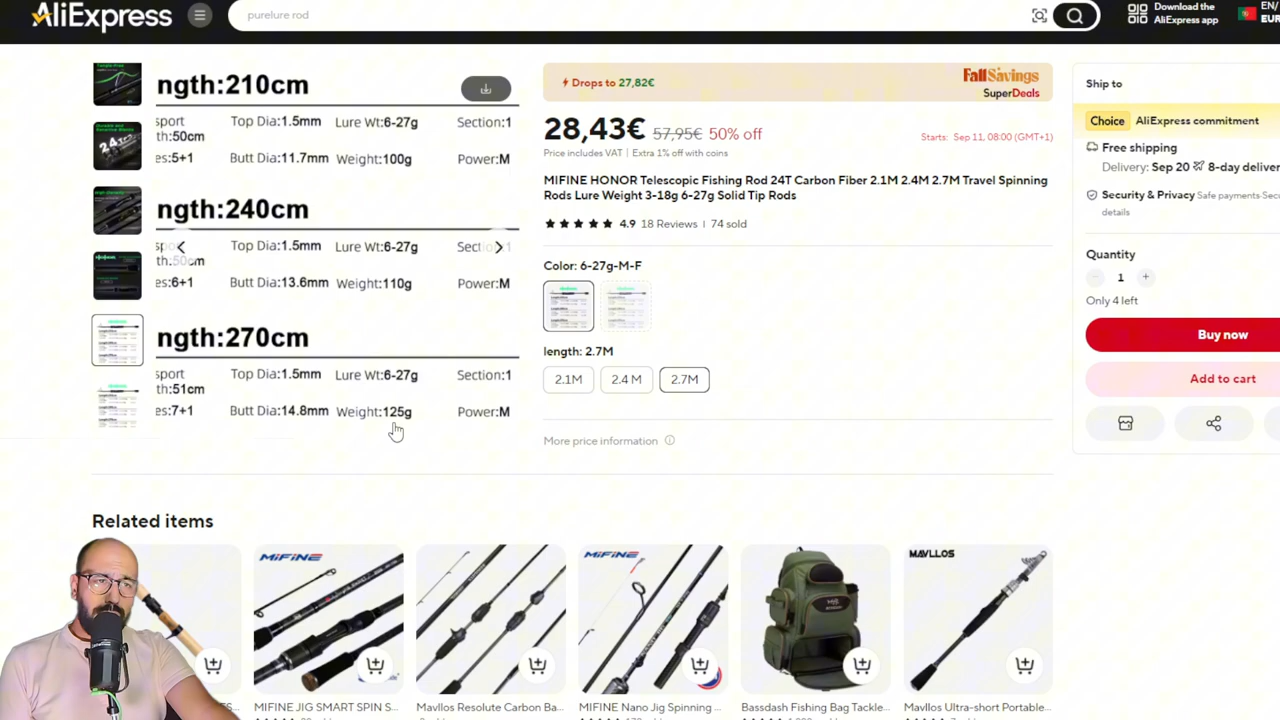 AliExpress
purelure rod
Download the
AliExpress app
EN/
EUR
ngth:210cm
sport
th:50cm
es:5+1
Top Dia:1.5mm
Lure Wt:6-27g
Section:1
Butt Dia:11.7mm
Weight:100g
Power:M
ngth:240cm
Top Dia:1.5mm
Lure Wt:6-27g
es:6+1
Butt Dia:13.6mm
Weight:110g
Power:M
ngth:270cm
sport
th:51cm
es:7+1
Top Dia:1.5mm
Lure Wt:6-27g
Section:1
Butt Dia:14.8mm
Weight:125g
Power:M
Drops to 27,82€
FallSavings
SuperDeals
28,43€ 57,95€ 50% off
Starts: Sep 11, 08:00 (GMT+1)
Price includes VAT | Extra 1% off with coins
MIFINE HONOR Telescopic Fishing Rod 24T Carbon Fiber 2.1M 2.4M 2.7M Travel Spinning
Rods Lure Weight 3-18g 6-27g Solid Tip Rods
4.9 18 Reviews | 74 sold
Color: 6-27g-M-F
length: 2.7M
2.1M
2.4 M
2.7M
More price information
Ship to
Choice AliExpress commitment
Free shipping
Delivery: Sep 20 8-day deliver
Security & Privacy Safe payments·Sec
details
Quantity
1
Only 4 left
Buy now
Add to cart
Related items
MIFINE
MIFINE
MAVLLOS
MIFINE JIG SMART SPIN S...
Mavllos Resolute Carbon Ba...
MIFINE Nano Jig Spinning ...
Bassdash Fishing Bag Tackle...
Mavllos Ultra-short Portable...